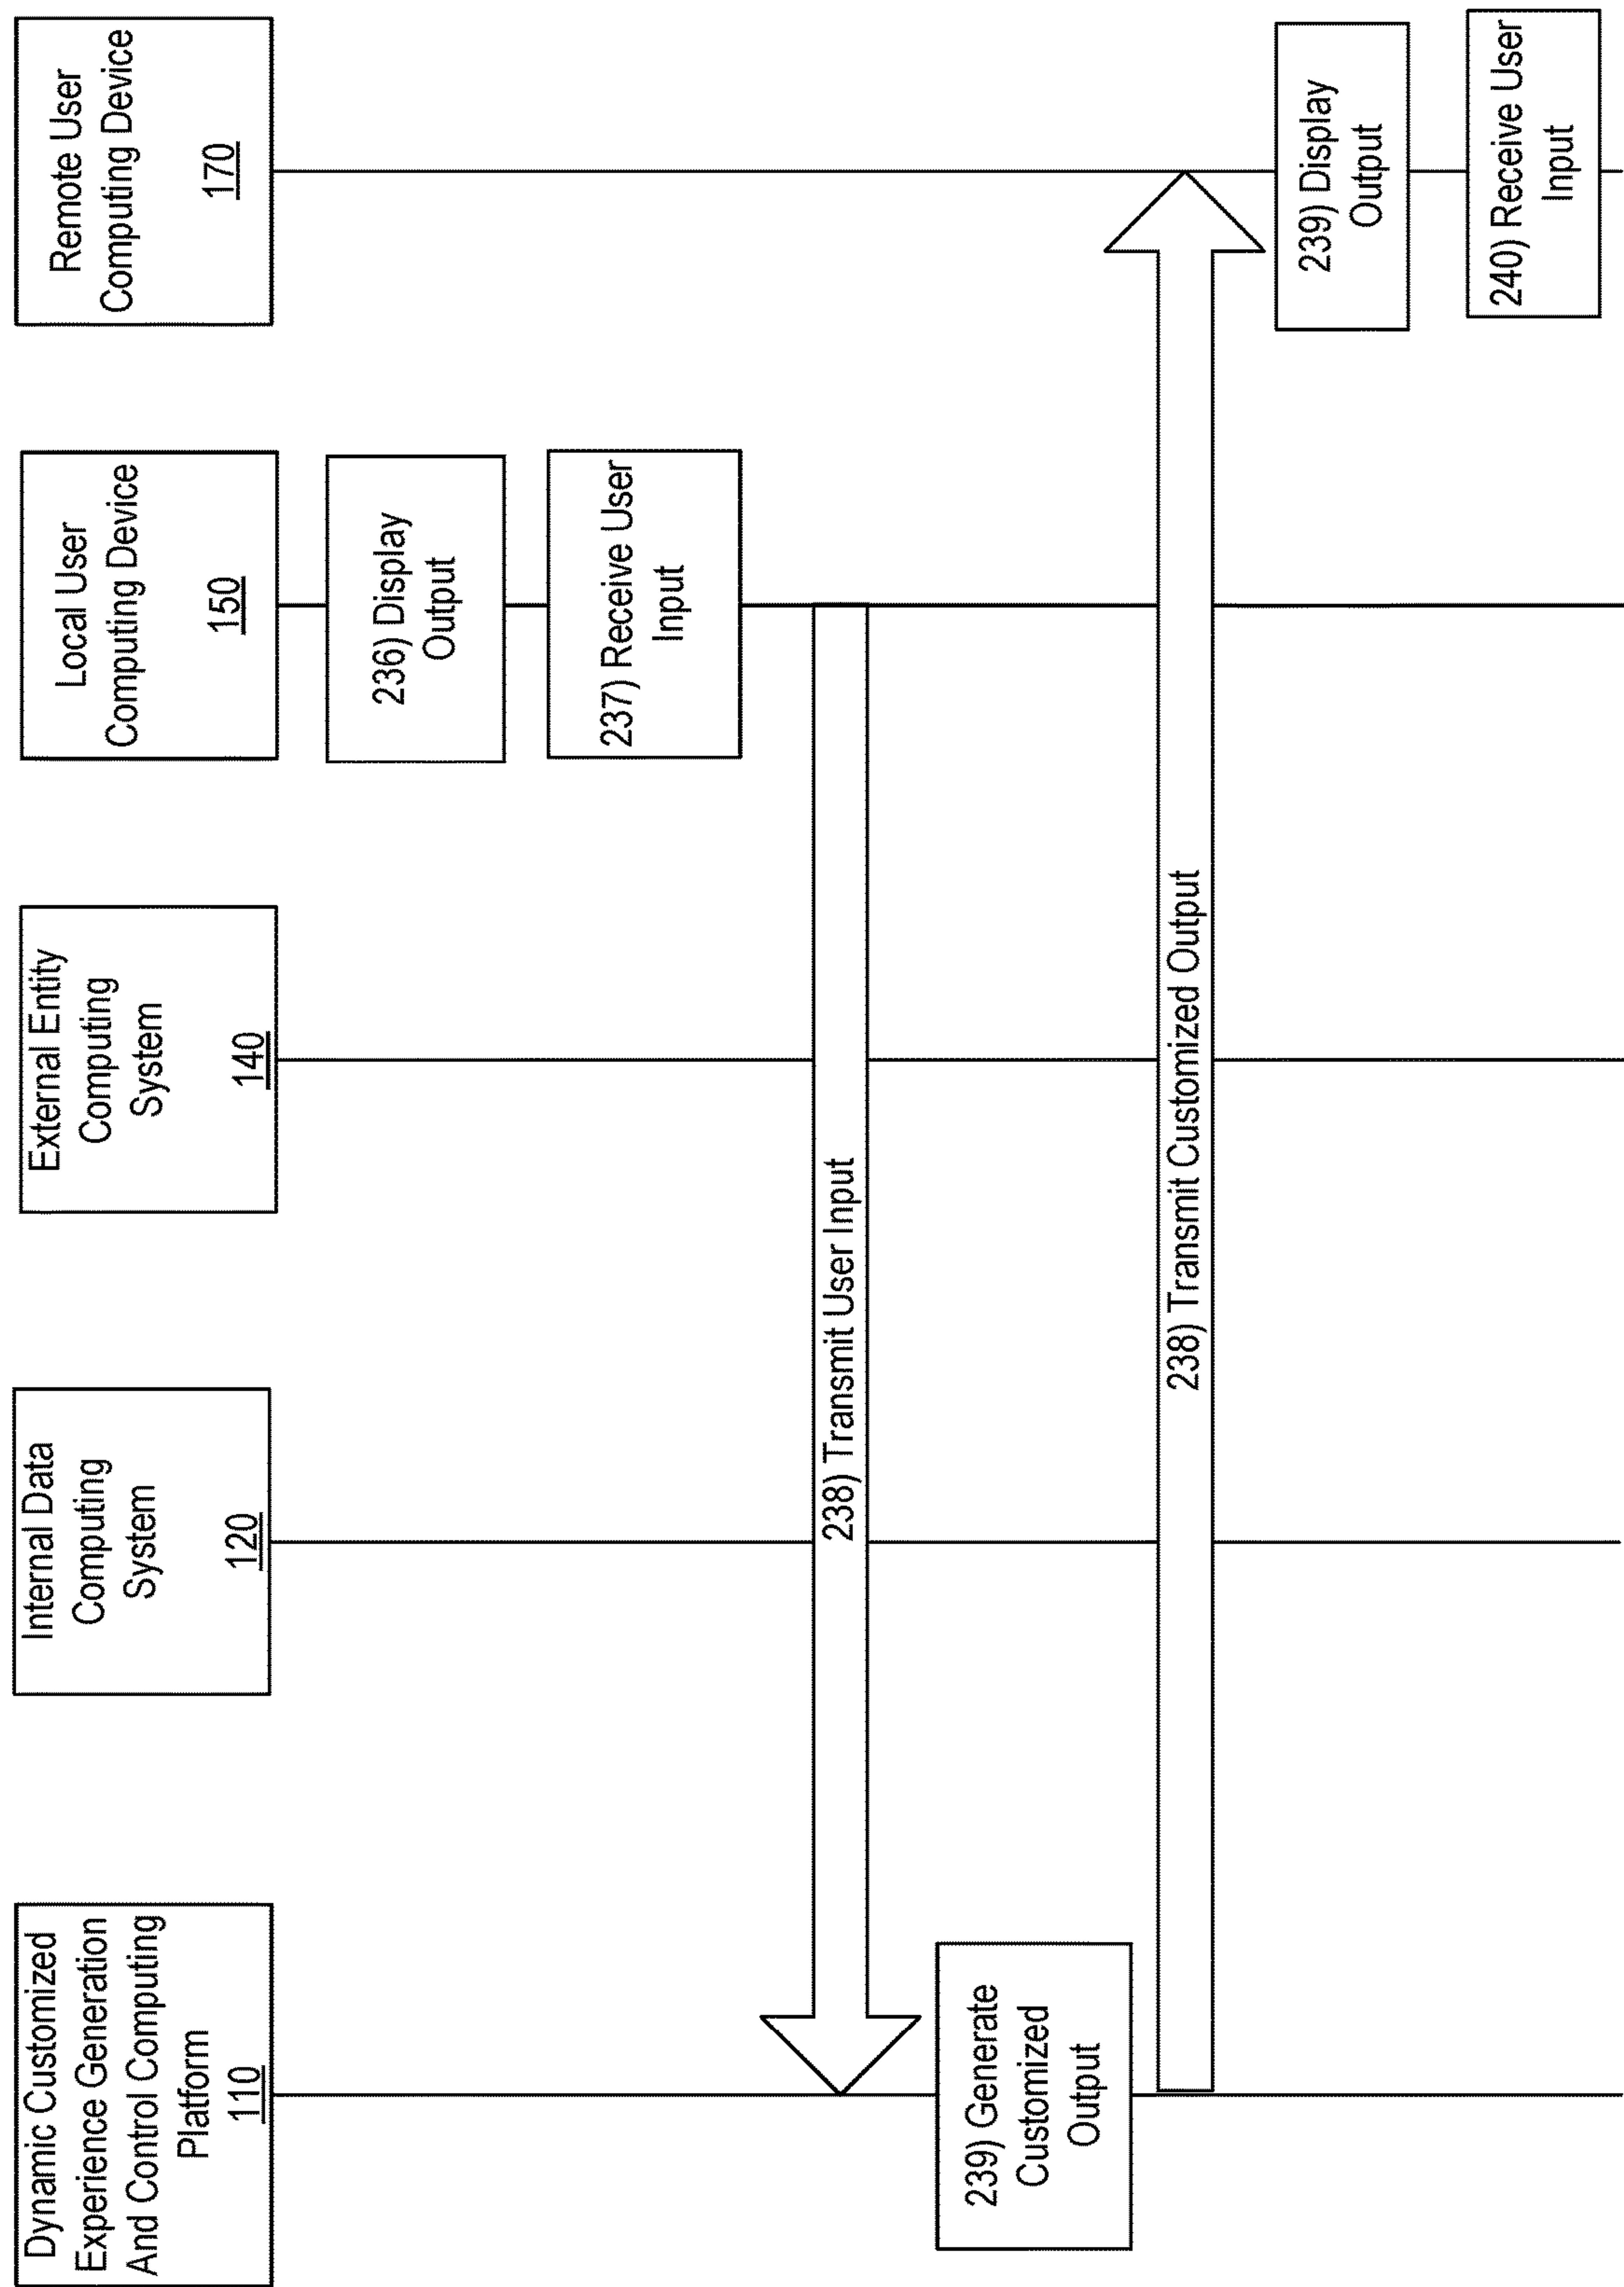 Dynamic Customized
Experience Generation
And Control Computing
Platform
110
Internal Data
Computing
System
120
External Entity
Computing
System
140
Local User
Computing Device
150
Remote User
Computing Device
170
236) Display
Output
237) Receive User
Input
238) Transmit User Input
239) Generate
Customized
Output
238) Transmit Customized Output
239) Display
Output
240) Receive User
Input